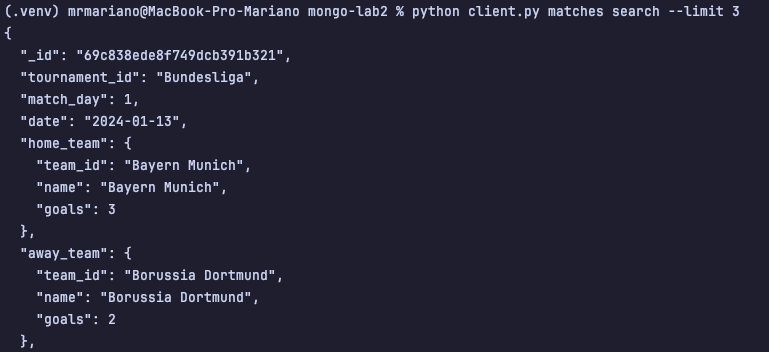 (.venv) mrmariano@MacBook-Pro-Mariano mongo-lab2 % python client.py matches search --limit 3
{
  "_id": "69c838ede8f749dcb391b321",
  "tournament_id": "Bundesliga",
  "match_day": 1,
  "date": "2024-01-13",
  "home_team": {
    "team_id": "Bayern Munich",
    "name": "Bayern Munich",
    "goals": 3
  },
  "away_team": {
    "team_id": "Borussia Dortmund",
    "name": "Borussia Dortmund",
    "goals": 2
  },